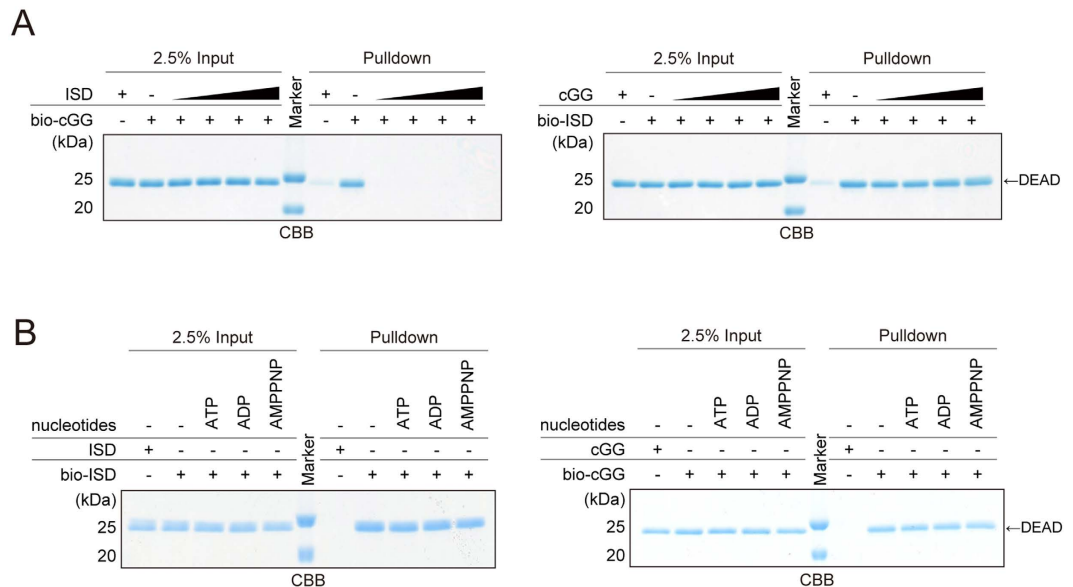 A
2.5% Input Pulldown
ISD + - + -
bio-cGG - + + + + + Marker - + + + + +
(kDa)
25
20
CBB
2.5% Input Pulldown
cGG + - + -
bio-ISD - + + + + + Marker - + + + + +
(kDa)
25
20
←DEAD
CBB
B
2.5% Input Pulldown
nucleotides - - ATP ADP AMPPNP - - ATP ADP AMPPNP
ISD + +
bio-ISD - + + + + Marker - + + + +
(kDa)
25
20
CBB
2.5% Input Pulldown
nucleotides - - ATP ADP AMPPNP - - ATP ADP AMPPNP
cGG + +
bio-cGG - + + + + Marker - + + + +
(kDa)
25
20
←DEAD
CBB